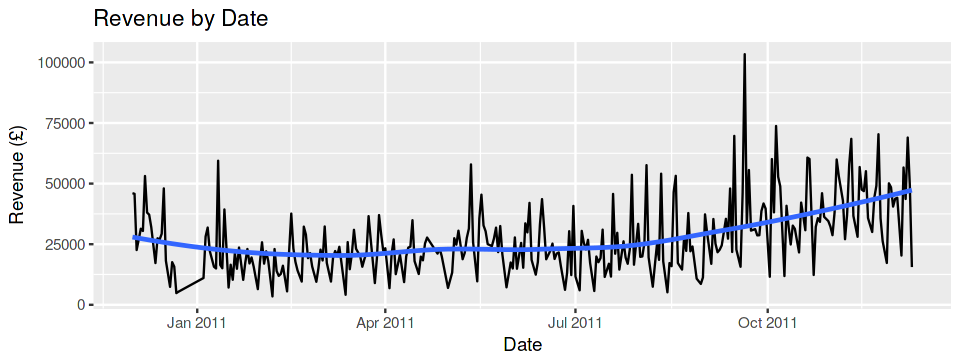 Revenue by Date
Revenue (£)
100000
75000
50000
25000
0
Jan 2011 Apr 2011 Jul 2011 Oct 2011
Date